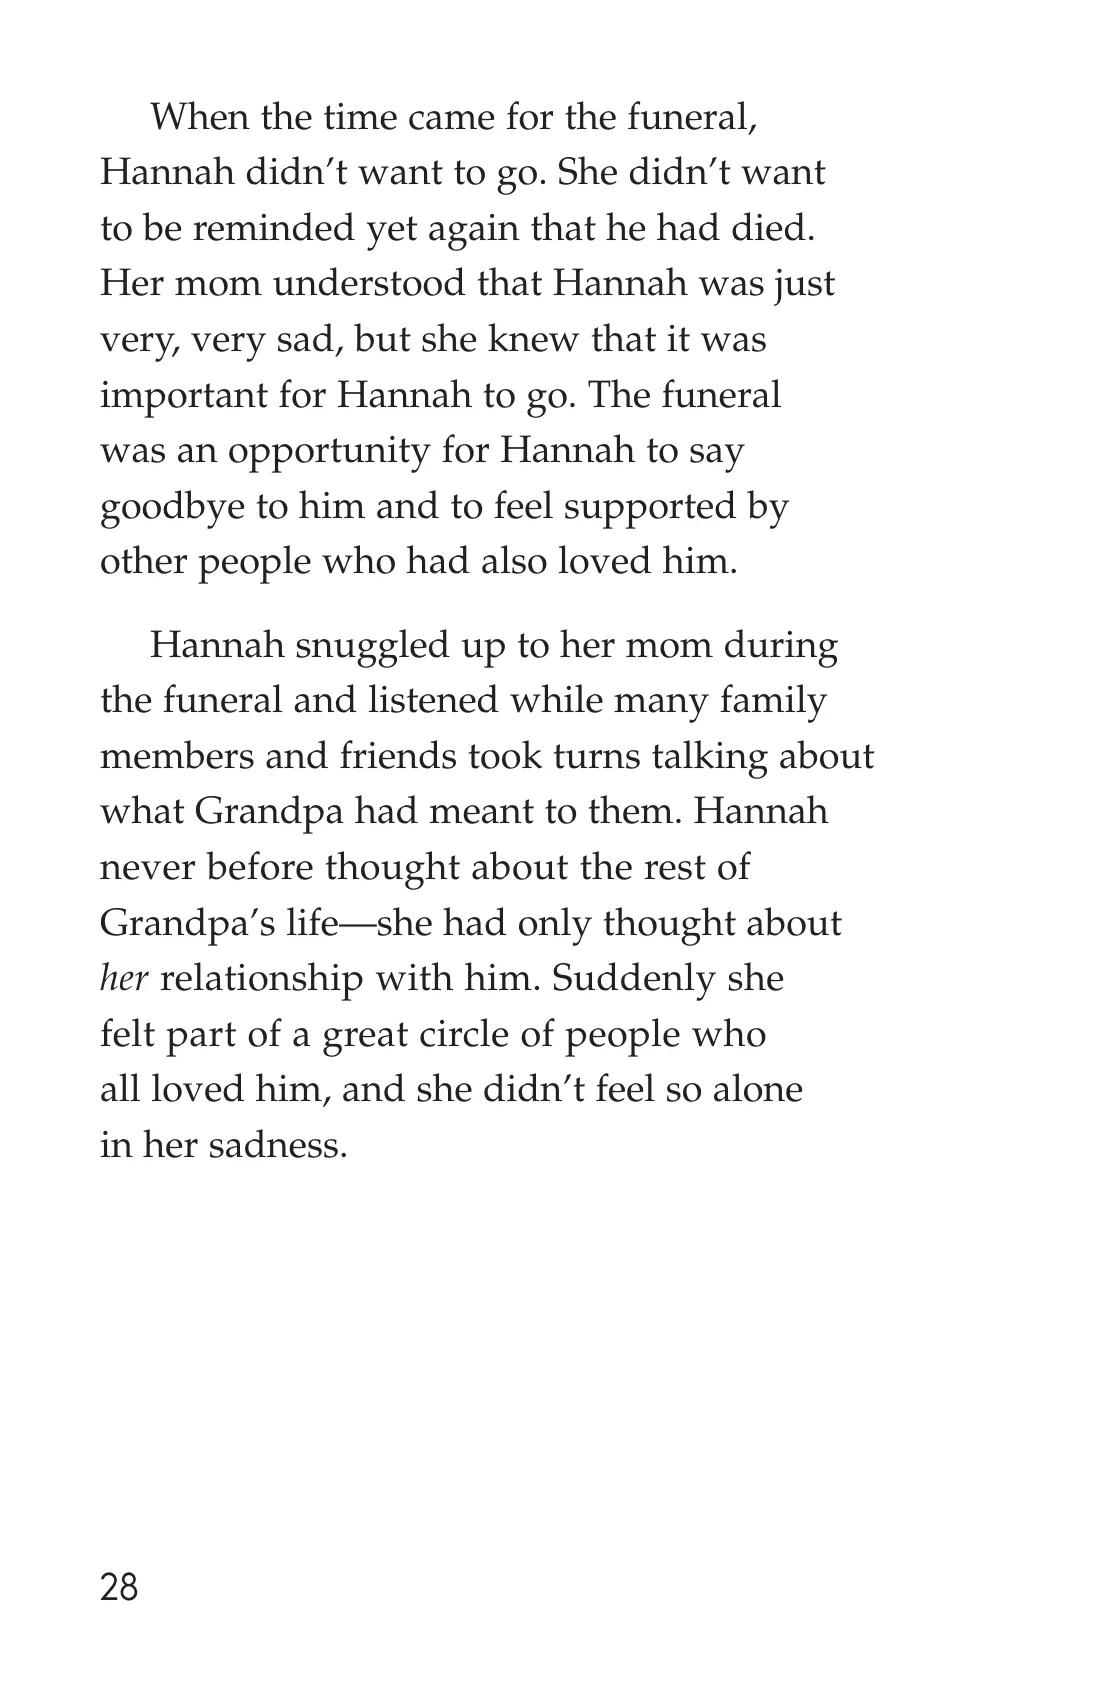 When the time came for the funeral,
Hannah didn’t want to go. She didn’t want
to be reminded yet again that he had died.
Her mom understood that Hannah was just
very, very sad, but she knew that it was
important for Hannah to go. The funeral
was an opportunity for Hannah to say
goodbye to him and to feel supported by
other people who had also loved him.
Hannah snuggled up to her mom during
the funeral and listened while many family
members and friends took turns talking about
what Grandpa had meant to them. Hannah
never before thought about the rest of
Grandpa’s life—she had only thought about
her relationship with him. Suddenly she
felt part of a great circle of people who
all loved him, and she didn’t feel so alone
in her sadness.
28